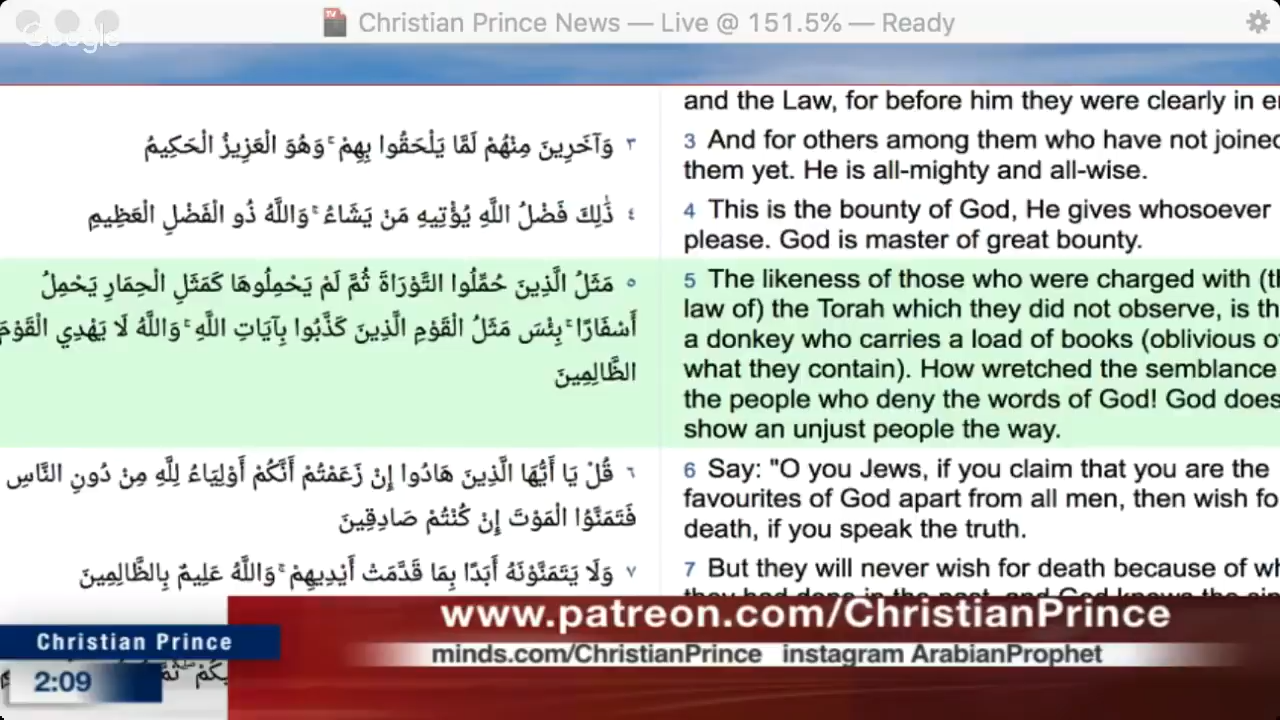 Christian Prince News — Live @ 151.5% — Ready
Google
and the Law, for before him they were clearly in
٣ وَآخَرِينَ مِنْهُمْ لَمَّا يَلْحَقُوا بِهِمْ ۚ وَهُوَ الْعَزِيزُ الْحَكِيمُ
3 And for others among them who have not joined
them yet. He is all-mighty and all-wise.
٤ ذَٰلِكَ فَضْلُ اللَّهِ يُؤْتِيهِ مَنْ يَشَاءُ ۚ وَاللَّهُ ذُو الْفَضْلِ الْعَظِيمِ
4 This is the bounty of God, He gives whosoever
please. God is master of great bounty.
٥ مَثَلُ الَّذِينَ حُمِّلُوا التَّوْرَاةَ ثُمَّ لَمْ يَحْمِلُوهَا كَمَثَلِ الْحِمَارِ يَحْمِلُ
أَسْفَارًا ۚ بِئْسَ مَثَلُ الْقَوْمِ الَّذِينَ كَذَّبُوا بِآيَاتِ اللَّهِ ۚ وَاللَّهُ لَا يَهْدِي الْقَوْمَ
الظَّالِمِينَ
5 The likeness of those who were charged with
law of) the Torah which they did not observe, is
a donkey who carries a load of books (oblivious
what they contain). How wretched the semblance
the people who deny the words of God! God does
show an unjust people the way.
٦ قُلْ يَا أَيُّهَا الَّذِينَ هَادُوا إِنْ زَعَمْتُمْ أَنَّكُمْ أَوْلِيَاءُ لِلَّهِ مِنْ دُونِ النَّاسِ
فَتَمَنَّوُا الْمَوْتَ إِنْ كُنْتُمْ صَادِقِينَ
6 Say: "O you Jews, if you claim that you are the
favourites of God apart from all men, then wish
death, if you speak the truth.
٧ وَلَا يَتَمَنَّوْنَهُ أَبَدًا بِمَا قَدَّمَتْ أَيْدِيهِمْ ۚ وَاللَّهُ عَلِيمٌ بِالظَّالِمِينَ
7 But they will never wish for death because of
www.patreon.com/ChristianPrince
Christian Prince
minds.com/ChristianPrince instagram ArabianProphet
2:09